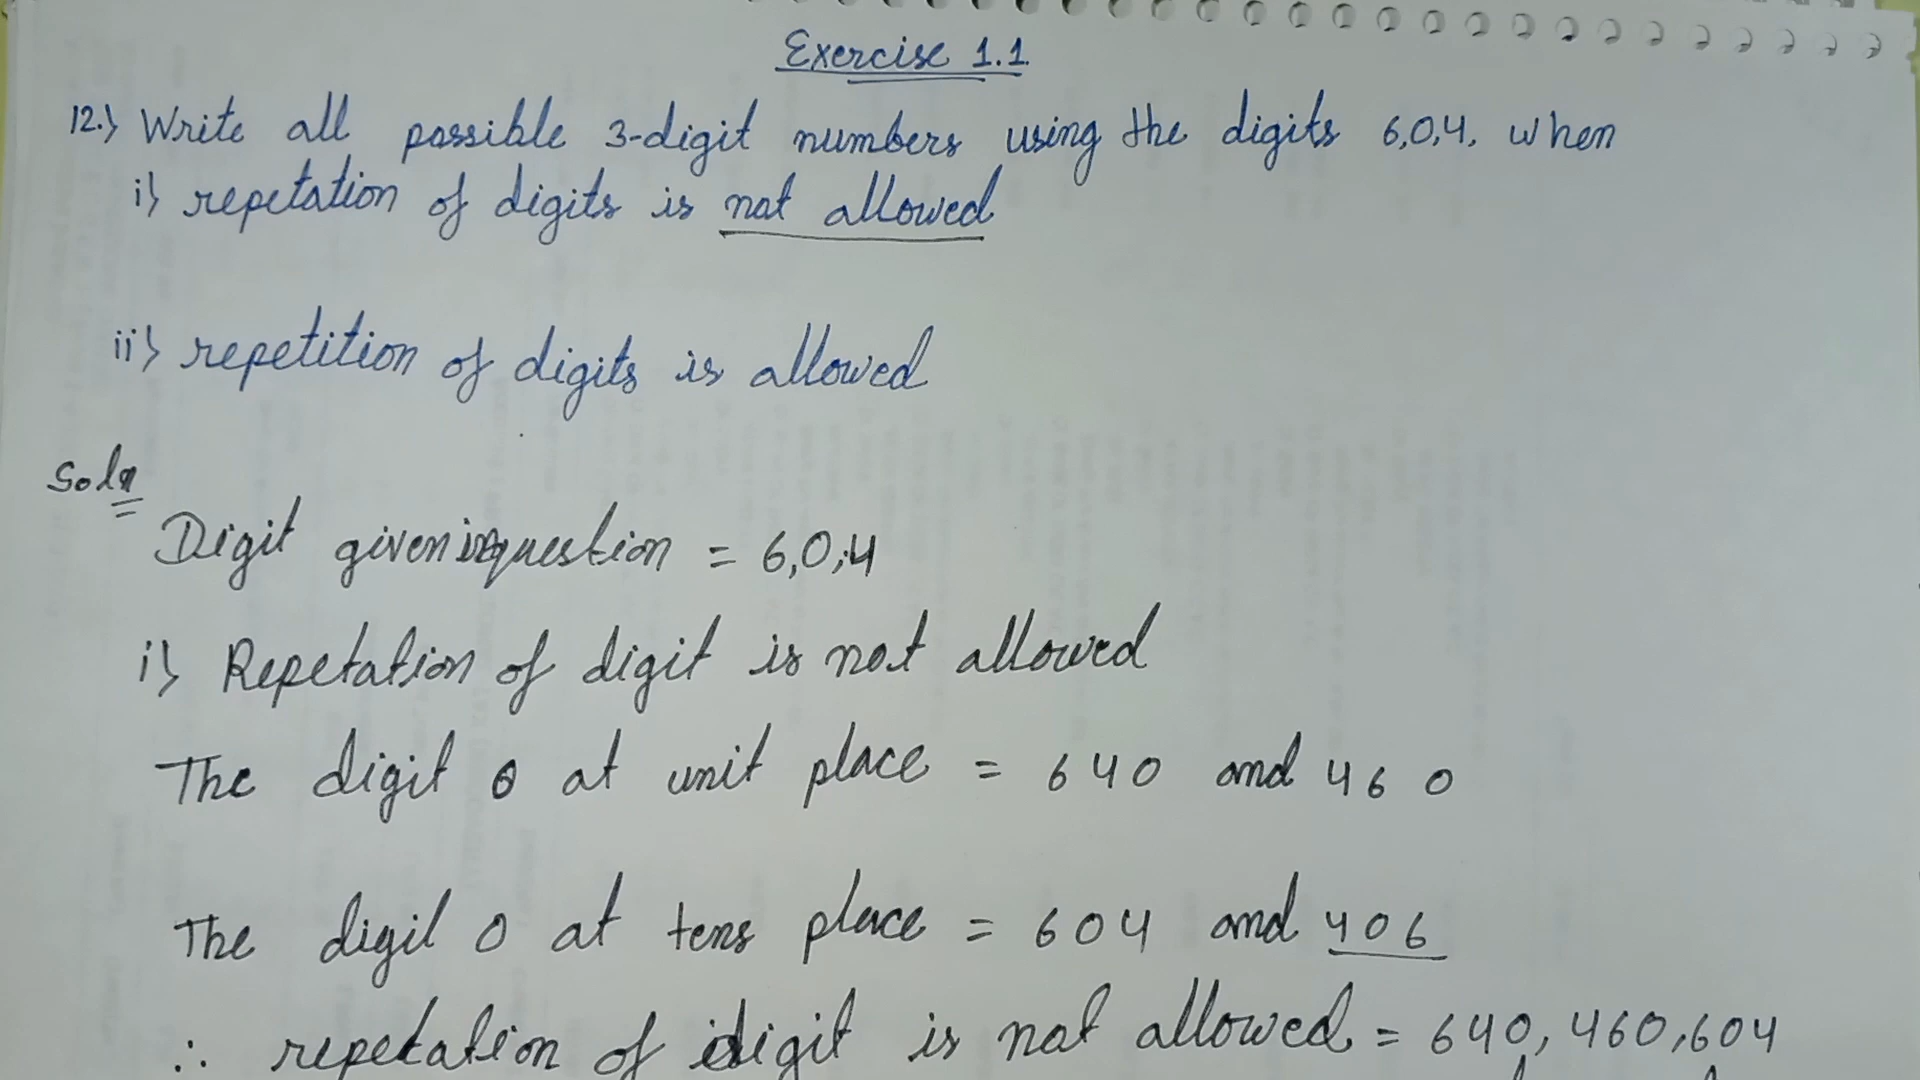 Exercise 1.1
12.) Write all possible 3-digit numbers using the digits 6,0,4, when
i) repetation of digits is not allowed
ii) repetition of digits is allowed
Soln
Digit given in question = 6,0,4
i) Repetation of digit is not allowed
The digit 0 at unit place = 640 and 460
The digit 0 at tens place = 604 and 406
∴ repetation of digit is not allowed = 640, 460, 604